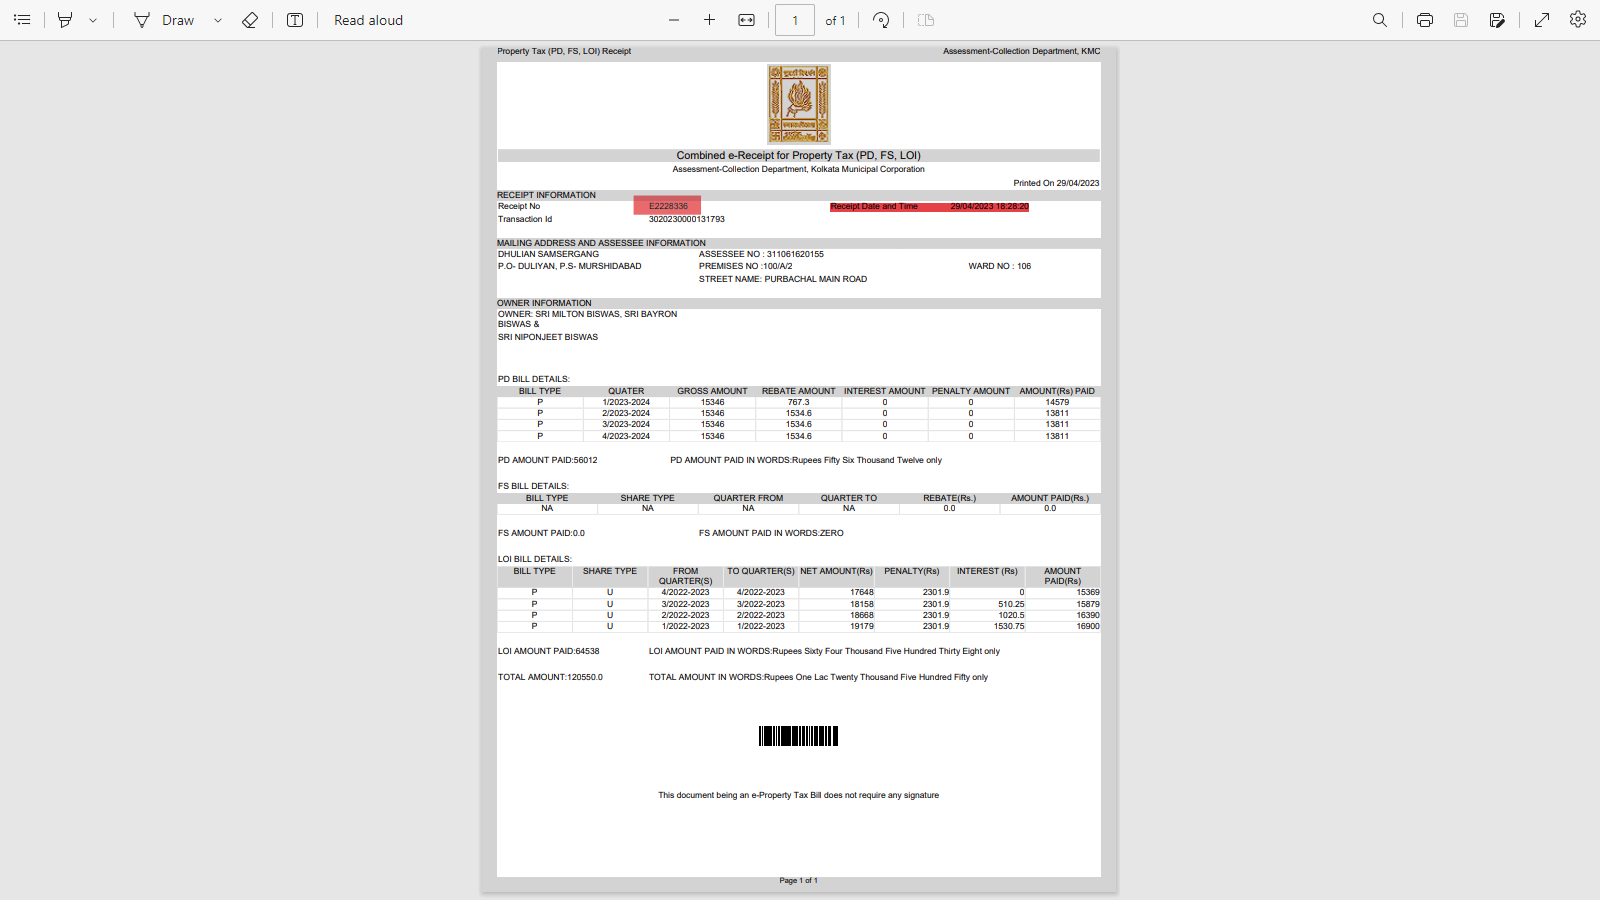 Draw Read aloud 1 of 1
Property Tax (PD, FS, LOI) Receipt Assessment-Collection Department, KMC
Combined e-Receipt for Property Tax (PD, FS, LOI)
Assessment-Collection Department, Kolkata Municipal Corporation
Printed On 29/04/2023
RECEIPT INFORMATION
Receipt No E2228336 Receipt Date and Time 29/04/2023 18:28:20
Transaction Id 3020230000131793
MAILING ADDRESS AND ASSESSEE INFORMATION
DHULIAN SAMSERGANG ASSESSEE NO : 311061620155
P.O- DULIYAN, P.S- MURSHIDABAD PREMISES NO :100/A/2 WARD NO : 106
STREET NAME: PURBACHAL MAIN ROAD
OWNER INFORMATION
OWNER: SRI MILTON BISWAS, SRI BAYRON
BISWAS &
SRI NIPONJEET BISWAS
PD BILL DETAILS:
BILL TYPE QUATER GROSS AMOUNT REBATE AMOUNT INTEREST AMOUNT PENALTY AMOUNT AMOUNT(Rs) PAID
P 1/2023-2024 15346 767.3 0 0 14579
P 2/2023-2024 15346 1534.6 0 0 13811
P 3/2023-2024 15346 1534.6 0 0 13811
P 4/2023-2024 15346 1534.6 0 0 13811
PD AMOUNT PAID:56012 PD AMOUNT PAID IN WORDS:Rupees Fifty Six Thousand Twelve only
FS BILL DETAILS:
BILL TYPE SHARE TYPE QUARTER FROM QUARTER TO REBATE(Rs.) AMOUNT PAID(Rs.)
NA NA NA NA 0.0 0.0
FS AMOUNT PAID:0.0 FS AMOUNT PAID IN WORDS:ZERO
LOI BILL DETAILS:
BILL TYPE SHARE TYPE FROM TO QUARTER(S) NET AMOUNT(Rs) PENALTY(Rs) INTEREST (Rs) AMOUNT
QUARTER(S) PAID(Rs)
P U 4/2022-2023 4/2022-2023 17648 2301.9 0 15369
P U 3/2022-2023 3/2022-2023 18158 2301.9 510.25 15879
P U 2/2022-2023 2/2022-2023 18668 2301.9 1020.5 16390
P U 1/2022-2023 1/2022-2023 19179 2301.9 1530.75 16900
LOI AMOUNT PAID:64538 LOI AMOUNT PAID IN WORDS:Rupees Sixty Four Thousand Five Hundred Thirty Eight only
TOTAL AMOUNT:120550.0 TOTAL AMOUNT IN WORDS:Rupees One Lac Twenty Thousand Five Hundred Fifty only
This document being an e-Property Tax Bill does not require any signature
Page 1 of 1